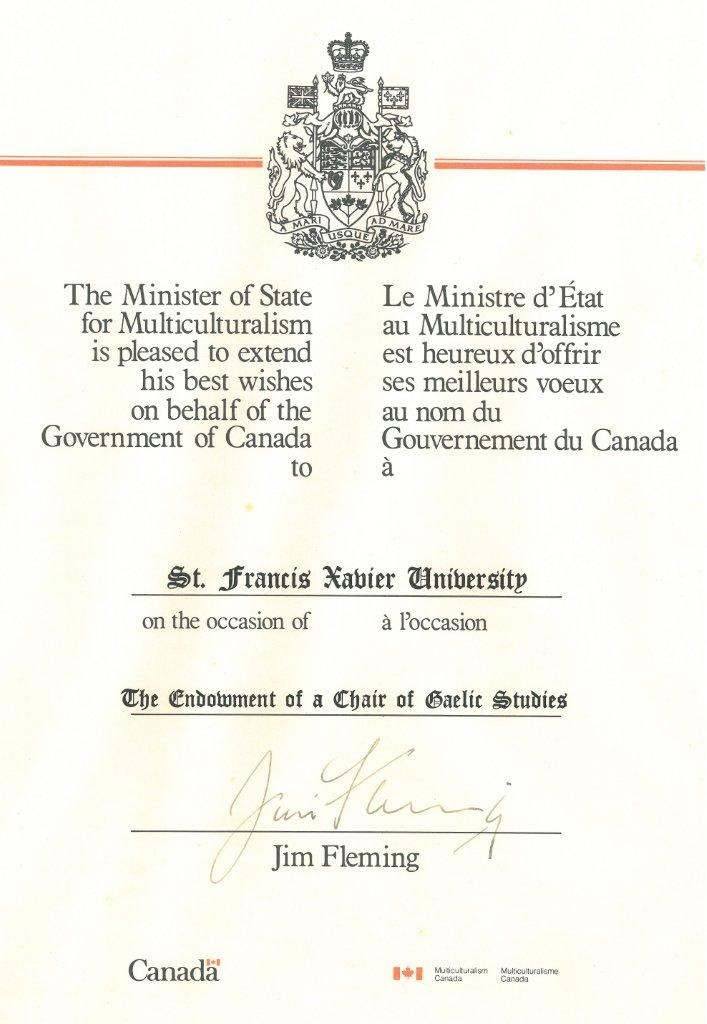 A MARI USQUE AD MARE
The Minister of State
for Multiculturalism
is pleased to extend
his best wishes
on behalf of the
Government of Canada
to
Le Ministre d'État
au Multiculturalisme
est heureux d'offrir
ses meilleurs voeux
au nom du
Gouvernement du Canada
à
St. Francis Xavier University
on the occasion of
à l'occasion
The Endowment of a Chair of Gaelic Studies
Jim Fleming
Jim Fleming
Canada
Multiculturalism
Canada
Multiculturalisme
Canada